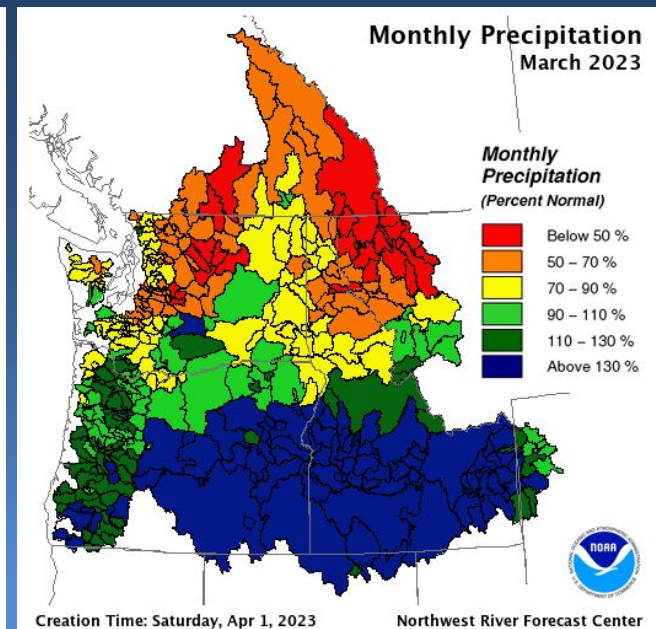 Monthly Precipitation
March 2023
Monthly
Precipitation
(Percent Normal)
Below 50 %
50 – 70 %
70 – 90 %
90 – 110 %
110 – 130 %
Above 130 %
NOAA
Creation Time: Saturday, Apr 1, 2023
Northwest River Forecast Center